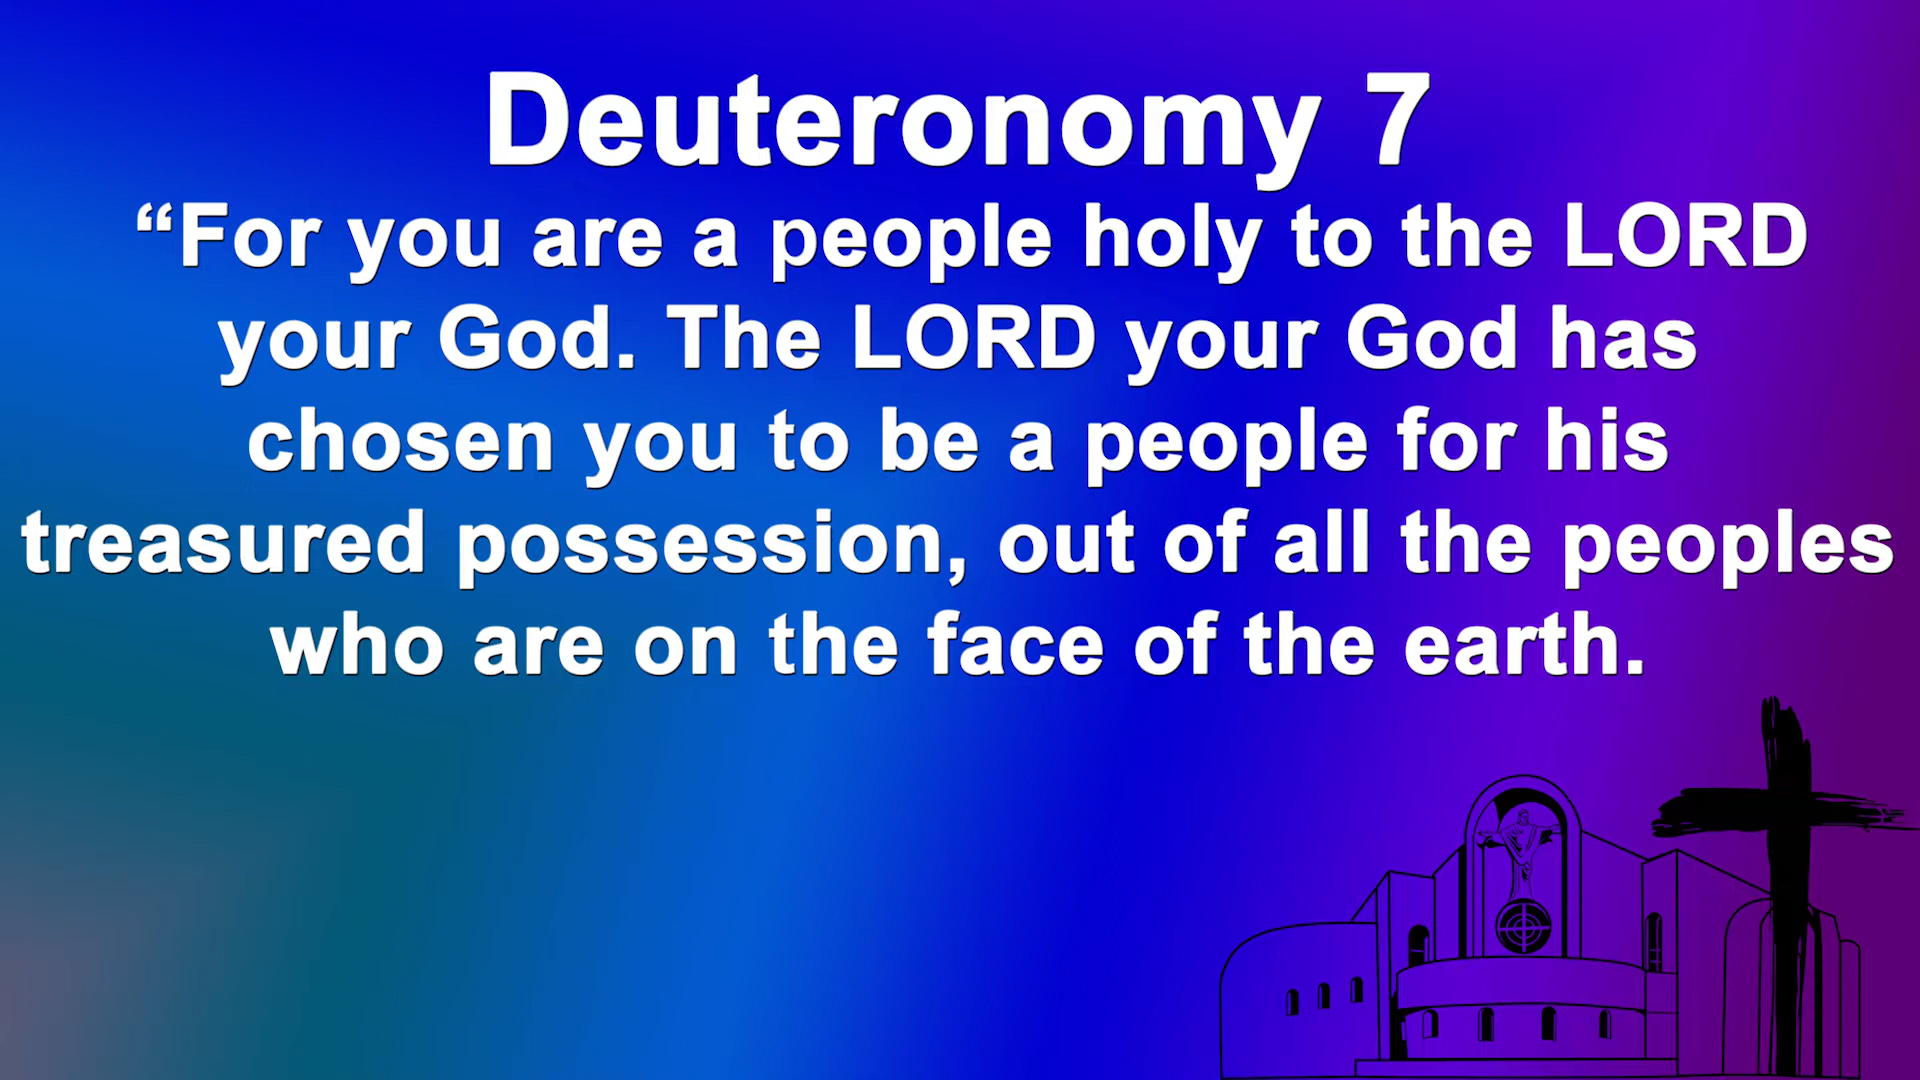 Deuteronomy 7
“For you are a people holy to the LORD
your God. The LORD your God has
chosen you to be a people for his
treasured possession, out of all the peoples
who are on the face of the earth.